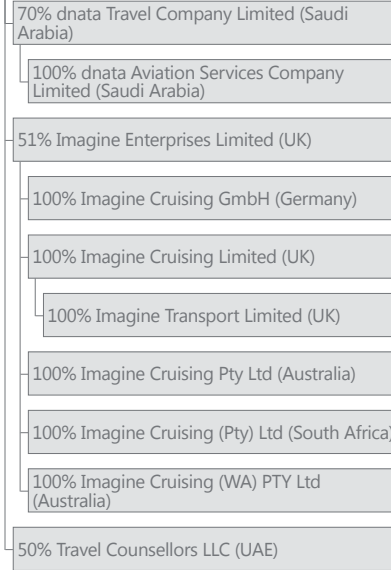 70% dnata Travel Company Limited (Saudi
Arabia)
100% dnata Aviation Services Company
Limited (Saudi Arabia)
51% Imagine Enterprises Limited (UK)
100% Imagine Cruising GmbH (Germany)
100% Imagine Cruising Limited (UK)
100% Imagine Transport Limited (UK)
100% Imagine Cruising Pty Ltd (Australia)
100% Imagine Cruising (Pty) Ltd (South Africa)
100% Imagine Cruising (WA) PTY Ltd
(Australia)
50% Travel Counsellors LLC (UAE)